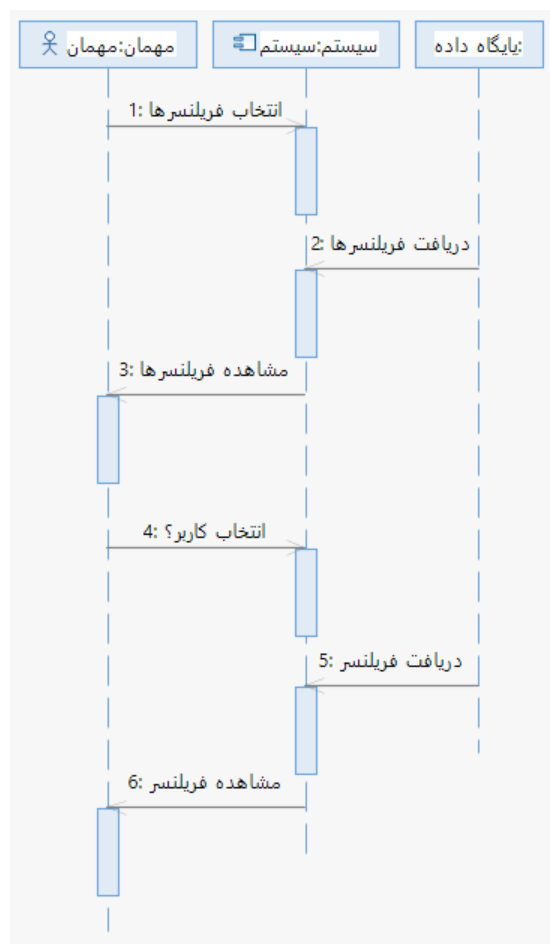 مهمان:مهمان
سیستم:سیستم
:پایگاه داده
1: انتخاب فریلنسرها
2: دریافت فریلنسرها
3: مشاهده فریلنسرها
4: انتخاب کاربر؟
5: دریافت فریلنسر
6: مشاهده فریلنسر